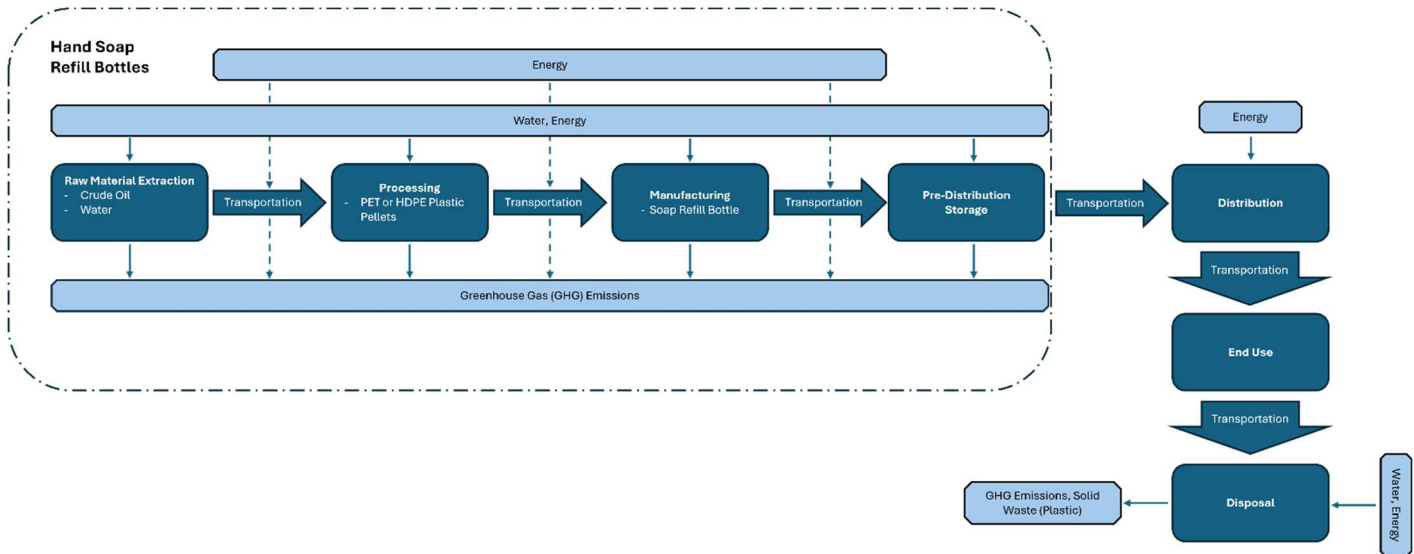 Hand Soap
Refill Bottles
Energy
Water, Energy
Energy
Raw Material Extraction
- Crude Oil
- Water
Transportation
Processing
- PET or HDPE Plastic
Pellets
Transportation
Manufacturing
- Soap Refill Bottle
Transportation
Pre-Distribution
Storage
Transportation
Distribution
Greenhouse Gas (GHG) Emissions
Transportation
End Use
Transportation
GHG Emissions, Solid
Waste (Plastic)
Disposal
Water, Energy